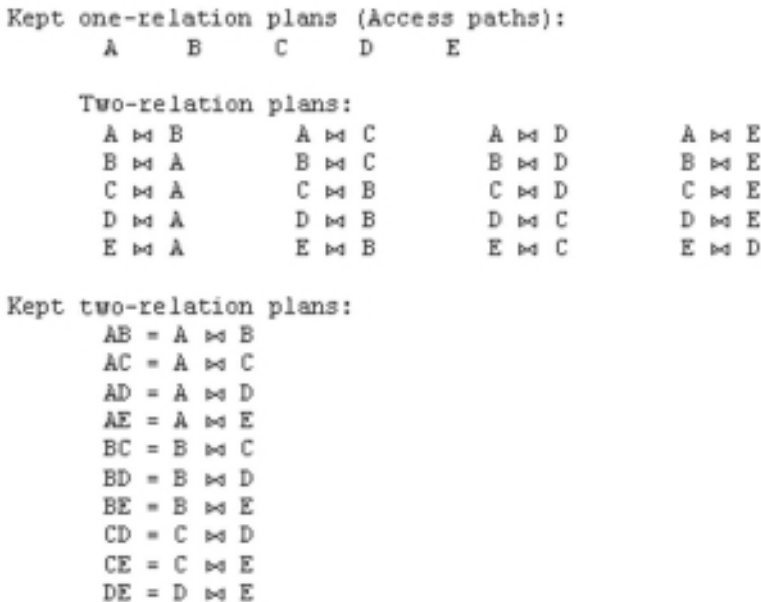 Kept one-relation plans (Access paths):
A B C D E
Two-relation plans:
A ⋈ B A ⋈ C A ⋈ D A ⋈ E
B ⋈ A B ⋈ C B ⋈ D B ⋈ E
C ⋈ A C ⋈ B C ⋈ D C ⋈ E
D ⋈ A D ⋈ B D ⋈ C D ⋈ E
E ⋈ A E ⋈ B E ⋈ C E ⋈ D
Kept two-relation plans:
AB = A ⋈ B
AC = A ⋈ C
AD = A ⋈ D
AE = A ⋈ E
BC = B ⋈ C
BD = B ⋈ D
BE = B ⋈ E
CD = C ⋈ D
CE = C ⋈ E
DE = D ⋈ E